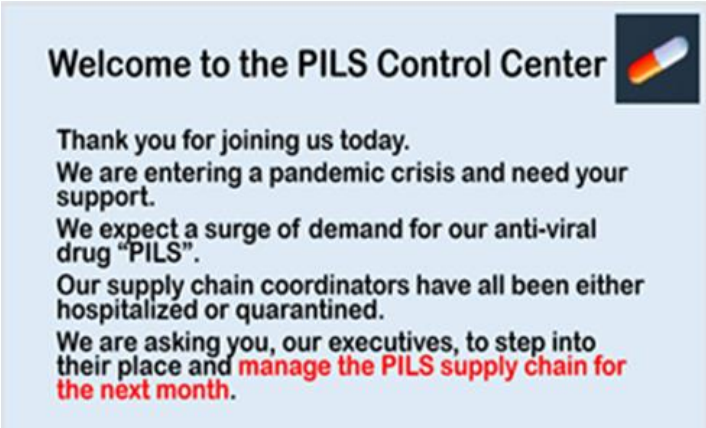 Welcome to the PILS Control Center
Thank you for joining us today.
We are entering a pandemic crisis and need your
support.
We expect a surge of demand for our anti-viral
drug “PILS”.
Our supply chain coordinators have all been either
hospitalized or quarantined.
We are asking you, our executives, to step into
their place and manage the PILS supply chain for
the next month.